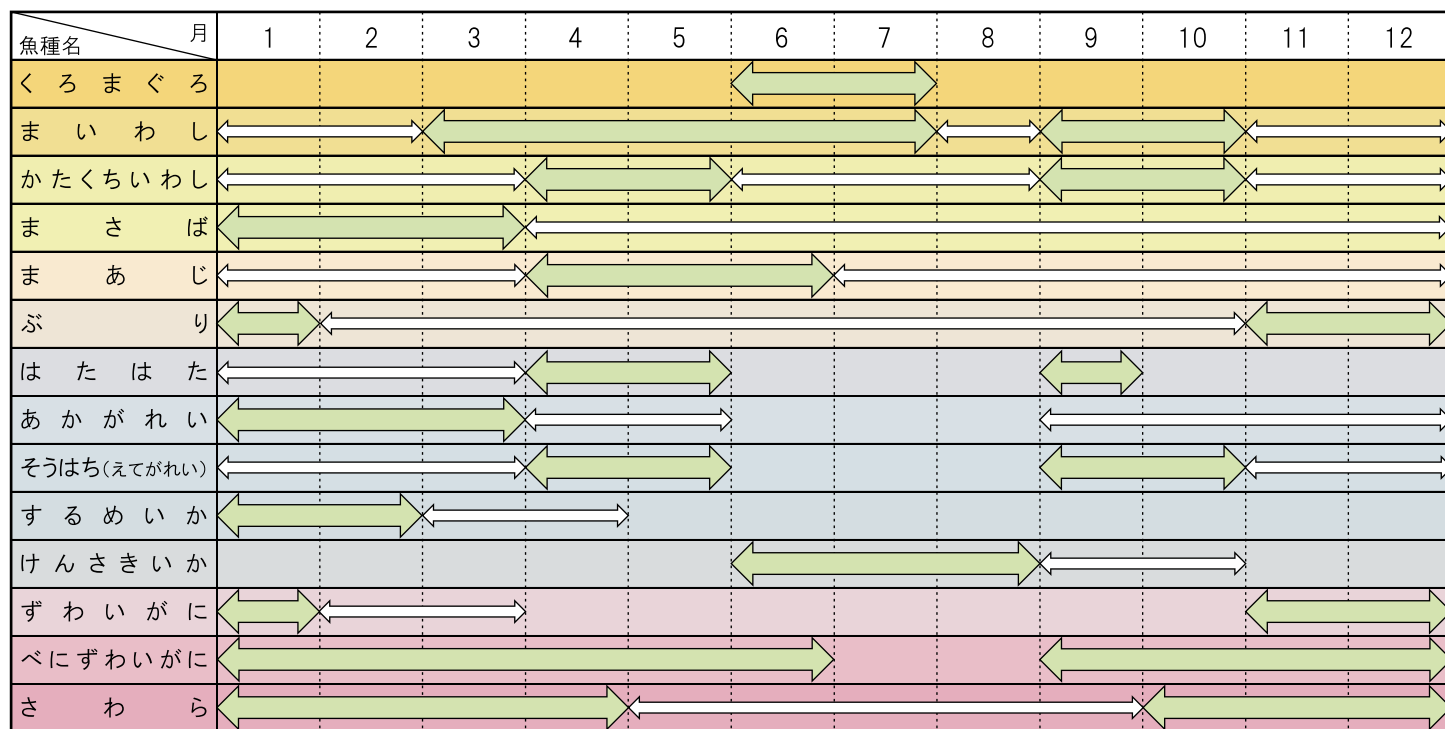 月
魚種名
1 2 3 4 5 6 7 8 9 10 11 12
くろまぐろ
まいわし
かたくちいわし
まさば
まあじ
ぶり
はたはた
あかがれい
そうはち(えてがれい)
するめいか
けんさきいか
ずわいがに
べにずわいがに
さわら